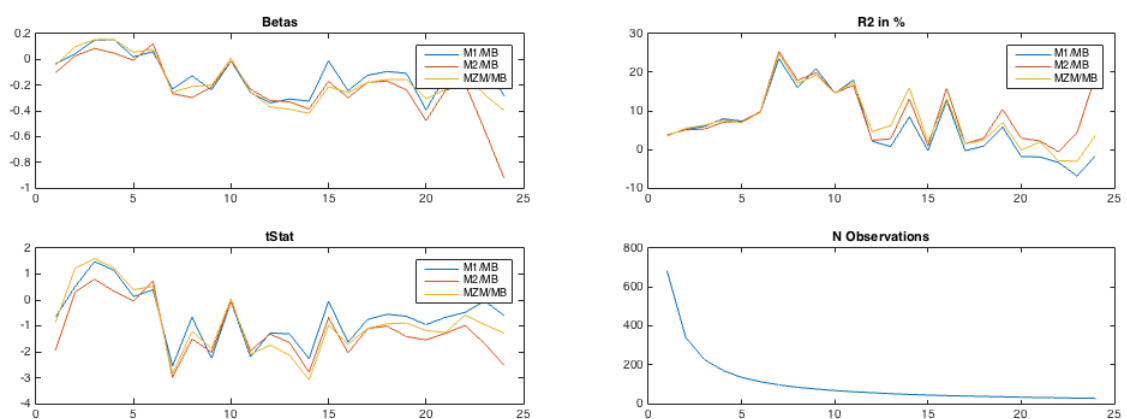 Betas
0.2
0
-0.2
-0.4
-0.6
-0.8
-1
0 5 10 15 20 25
M1/MB
M2/MB
MZM/MB
R2 in %
30
20
10
0
-10
0 5 10 15 20 25
M1/MB
M2/MB
MZM/MB
tStat
2
1
0
-1
-2
-3
-4
0 5 10 15 20 25
M1/MB
M2/MB
MZM/MB
N Observations
800
600
400
200
0
0 5 10 15 20 25